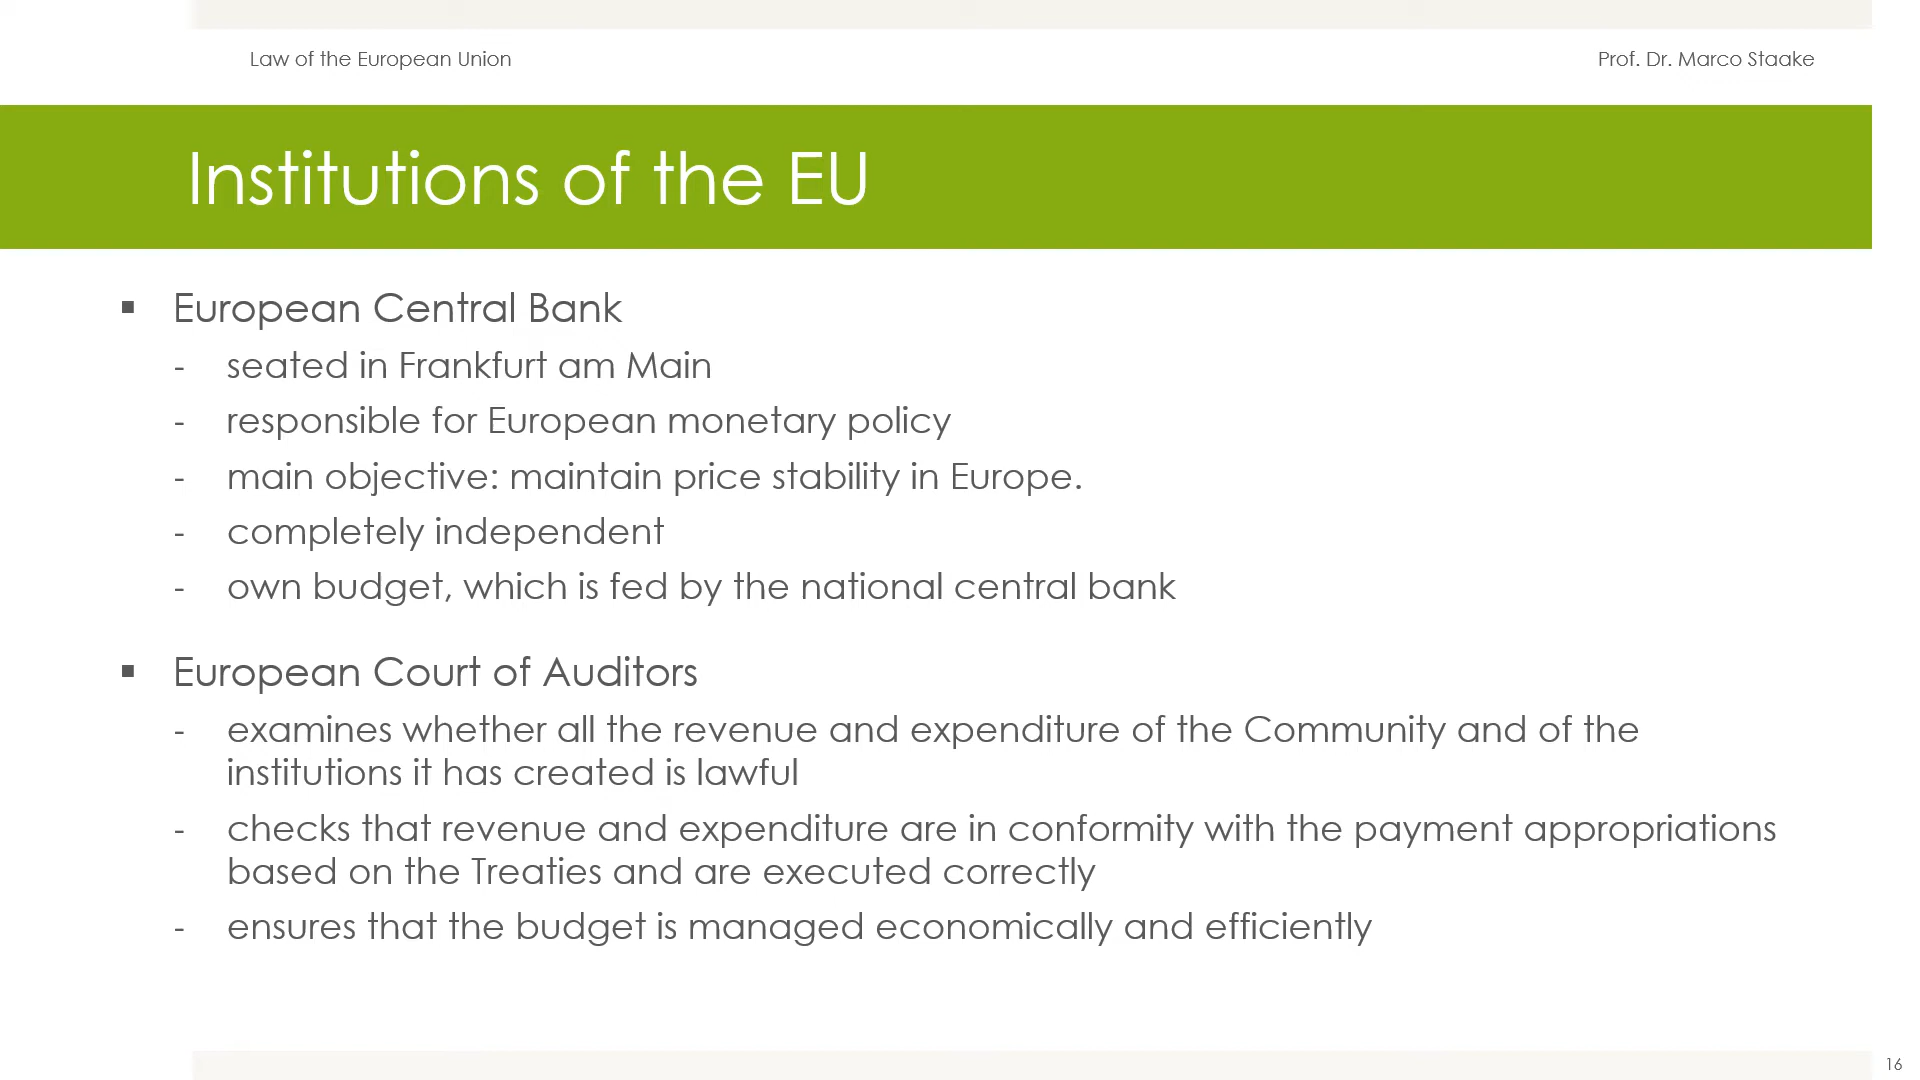 Law of the European Union
Prof. Dr. Marco Staake
Institutions of the EU
▪ European Central Bank
- seated in Frankfurt am Main
- responsible for European monetary policy
- main objective: maintain price stability in Europe.
- completely independent
- own budget, which is fed by the national central bank
▪ European Court of Auditors
- examines whether all the revenue and expenditure of the Community and of the
institutions it has created is lawful
- checks that revenue and expenditure are in conformity with the payment appropriations
based on the Treaties and are executed correctly
- ensures that the budget is managed economically and efficiently
16